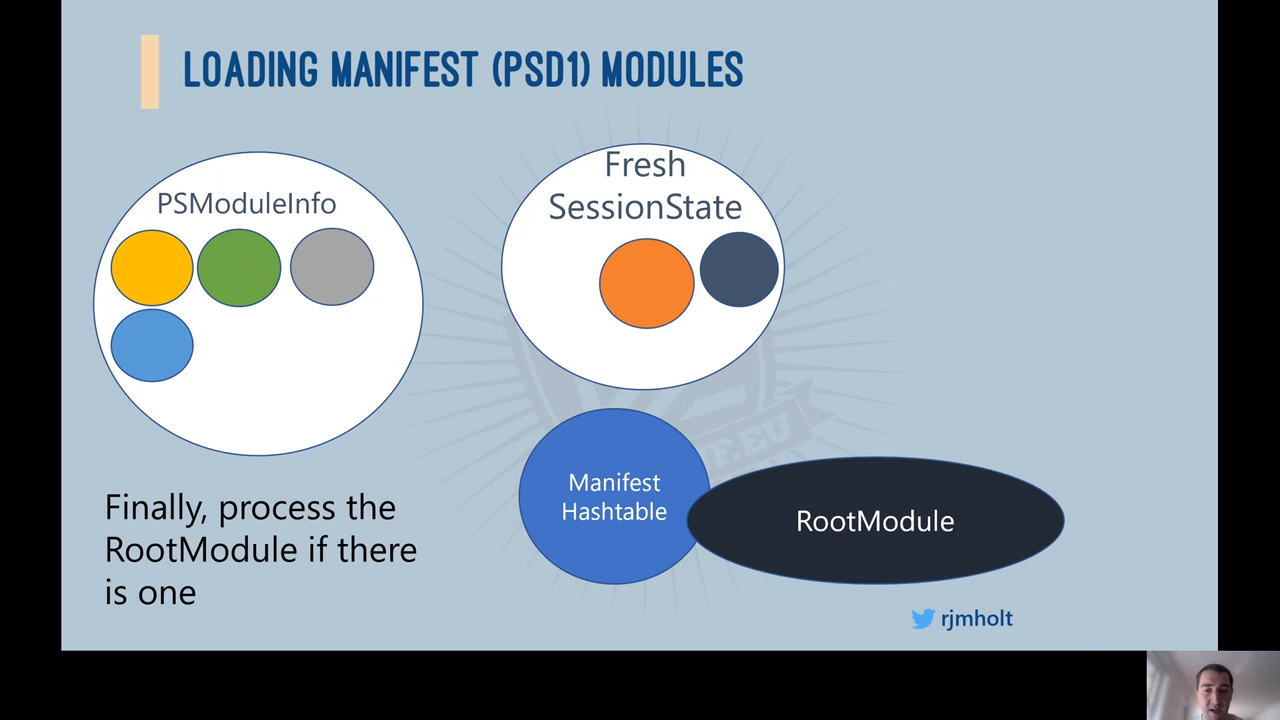 LOADING MANIFEST (PSD1) MODULES
PSModuleInfo
Fresh
SessionState
Manifest
Hashtable
RootModule
Finally, process the
RootModule if there
is one
rjmholt